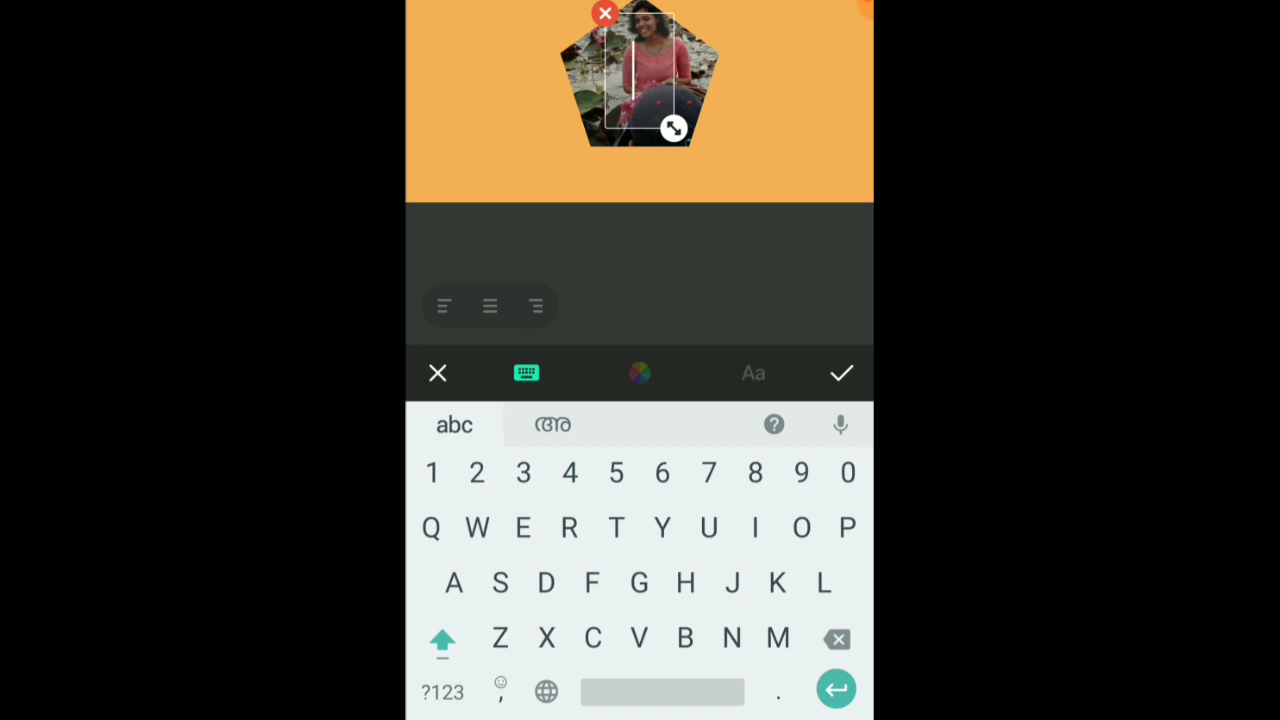 Aa
abc അ
1 2 3 4 5 6 7 8 9 0
Q W E R T Y U I O P
A S D F G H J K L
Z X C V B N M
?123 , .